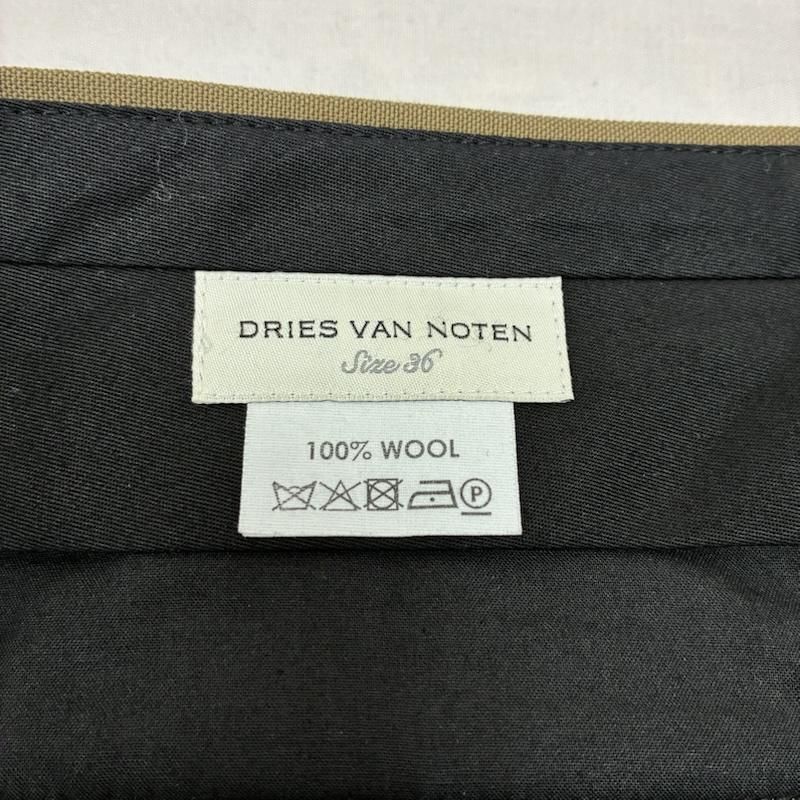 DRIES VAN NOTEN
Size 36
100% WOOL
P